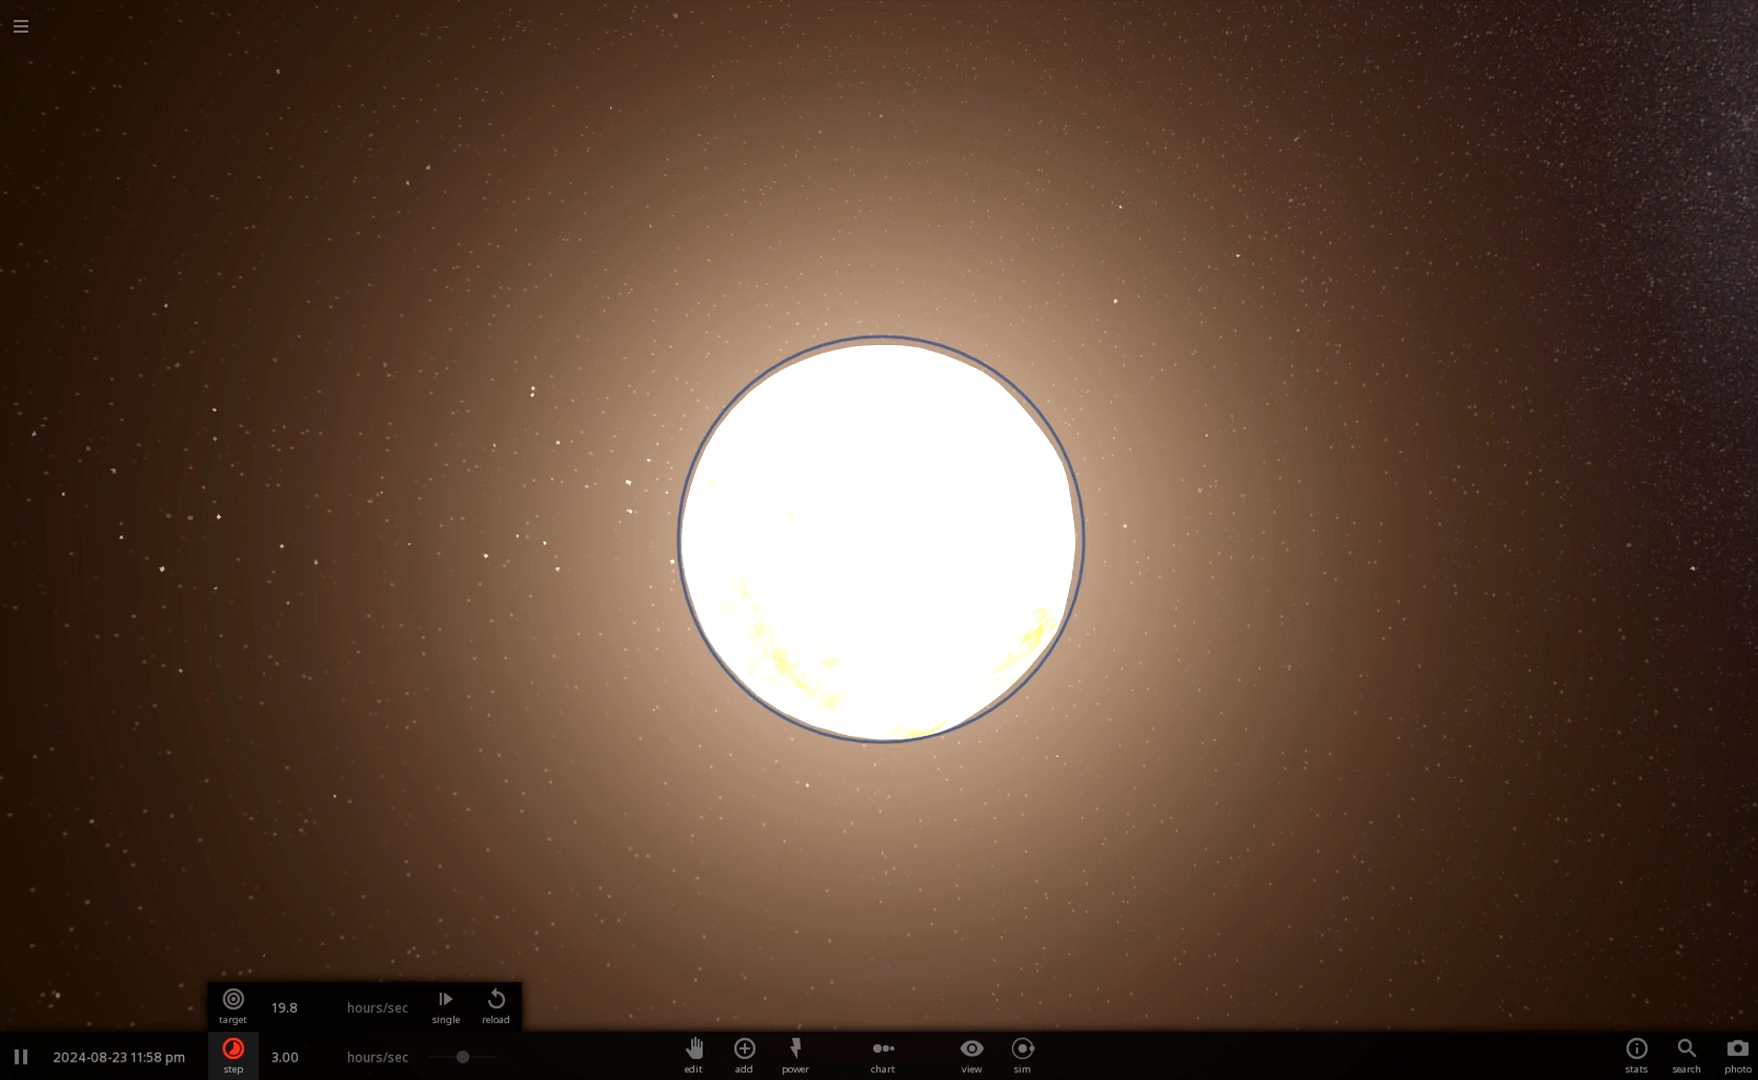 target 19.8 hours/sec single reload
2024-08-23 11:58 pm step 3.00 hours/sec edit add power chart view sim stats search photo